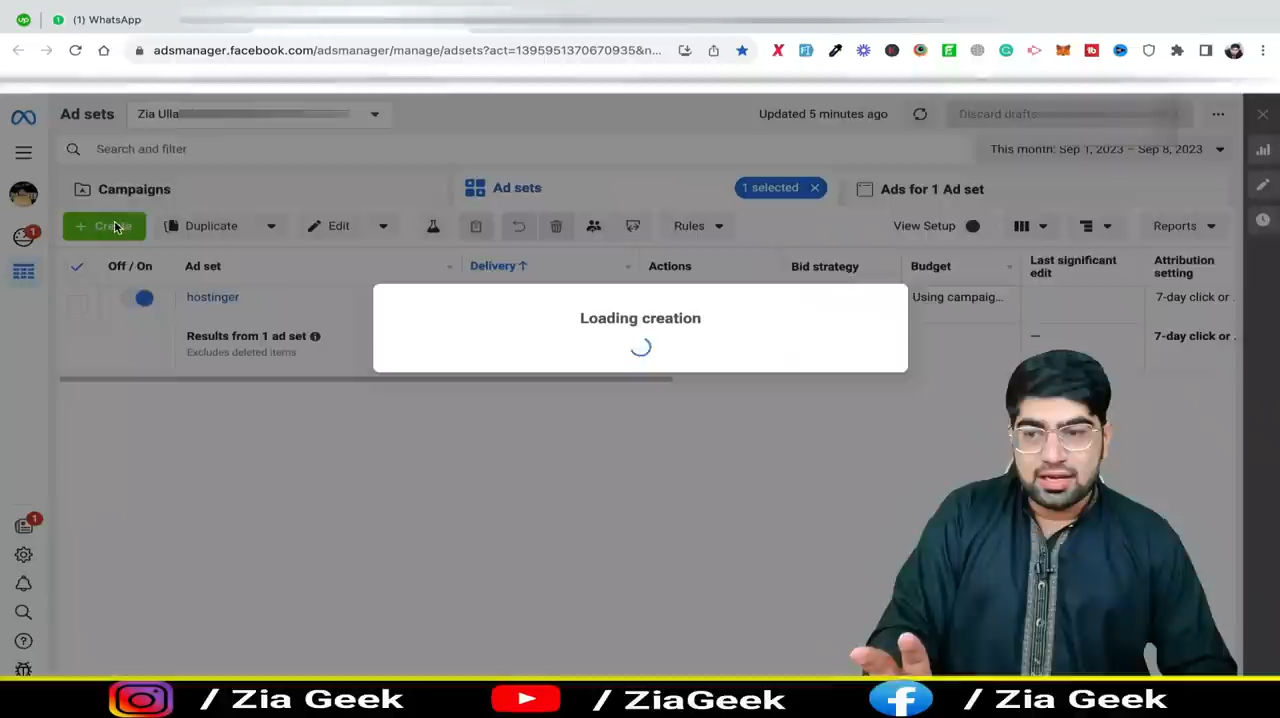 (1) WhatsApp
adsmanager.facebook.com/adsmanager/manage/adsets?act=1395951370670935&n...
Ad sets
Zia Ulla
Updated 5 minutes ago
Discard drafts
Search and filter
This month: Sep 1, 2023 – Sep 8, 2023
Campaigns
Ad sets
1 selected
Ads for 1 Ad set
+ Create
Duplicate
Edit
Rules
View Setup
Reports
Off / On
Ad set
Delivery ↑
Actions
Bid strategy
Budget
Last significant edit
Attribution setting
hostinger
Using campaig...
7-day click or .
Results from 1 ad set
Excludes deleted items
—
7-day click or .
Loading creation
1
1
/ Zia Geek
/ ZiaGeek
/ Zia Geek